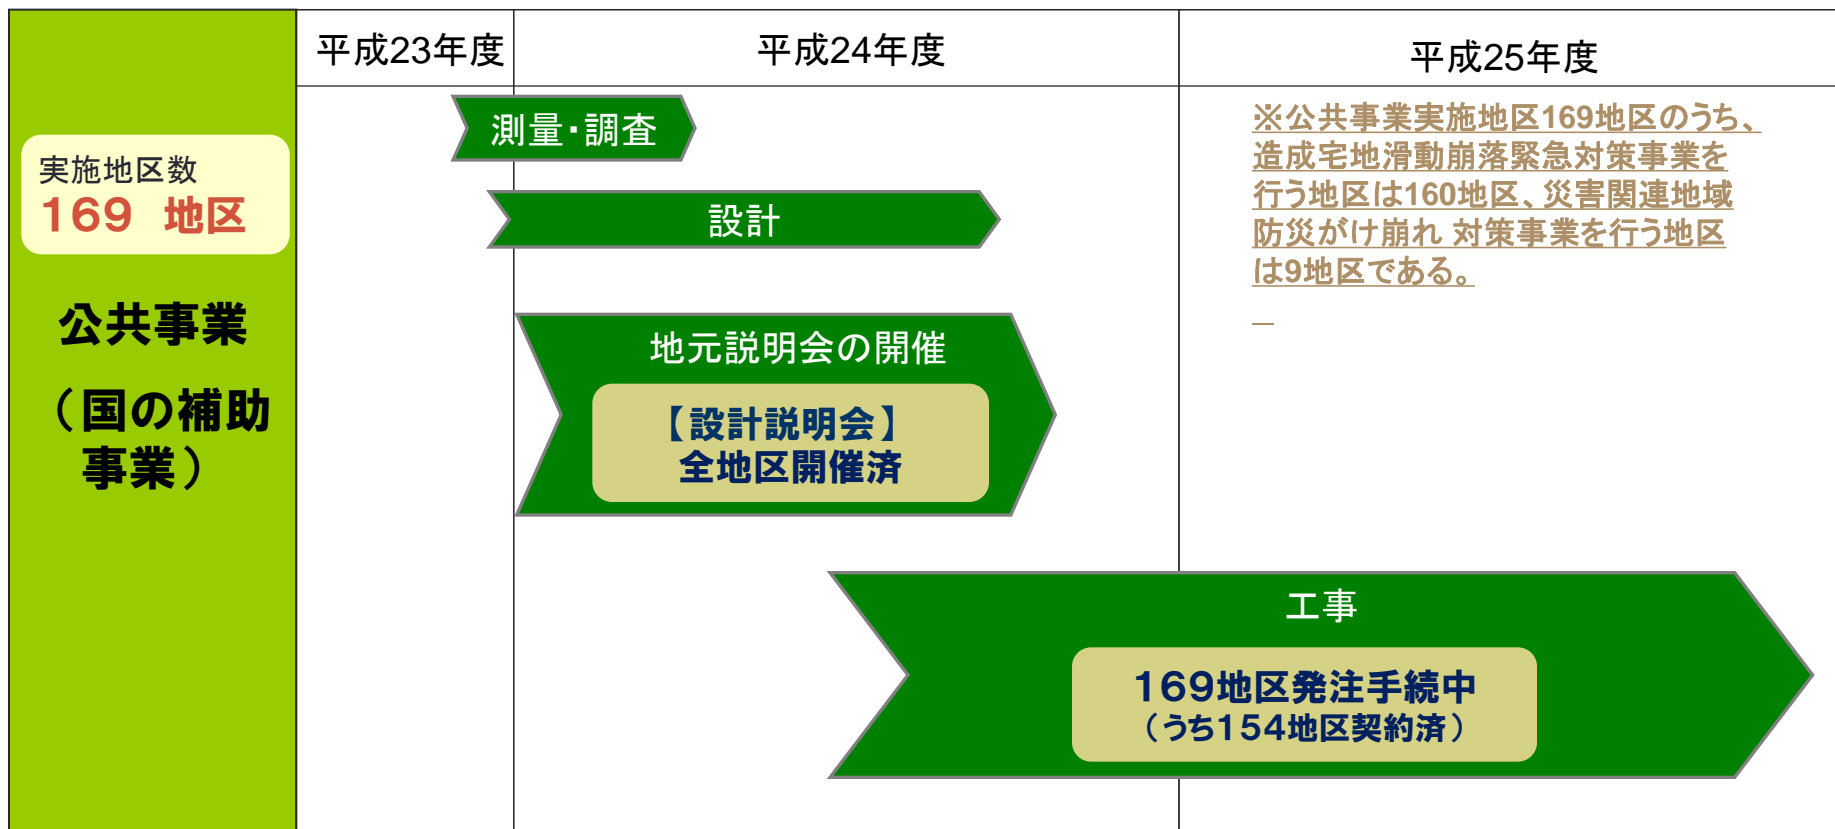 平成23年度
平成24年度
平成25年度
実施地区数
169 地区
公共事業
（国の補助
事業）
測量・調査
設計
地元説明会の開催
【設計説明会】
全地区開催済
工事
169地区発注手続中
（うち154地区契約済）
※公共事業実施地区169地区のうち、
造成宅地滑動崩落緊急対策事業を
行う地区は160地区、災害関連地域
防災がけ崩れ 対策事業を行う地区
は9地区である。